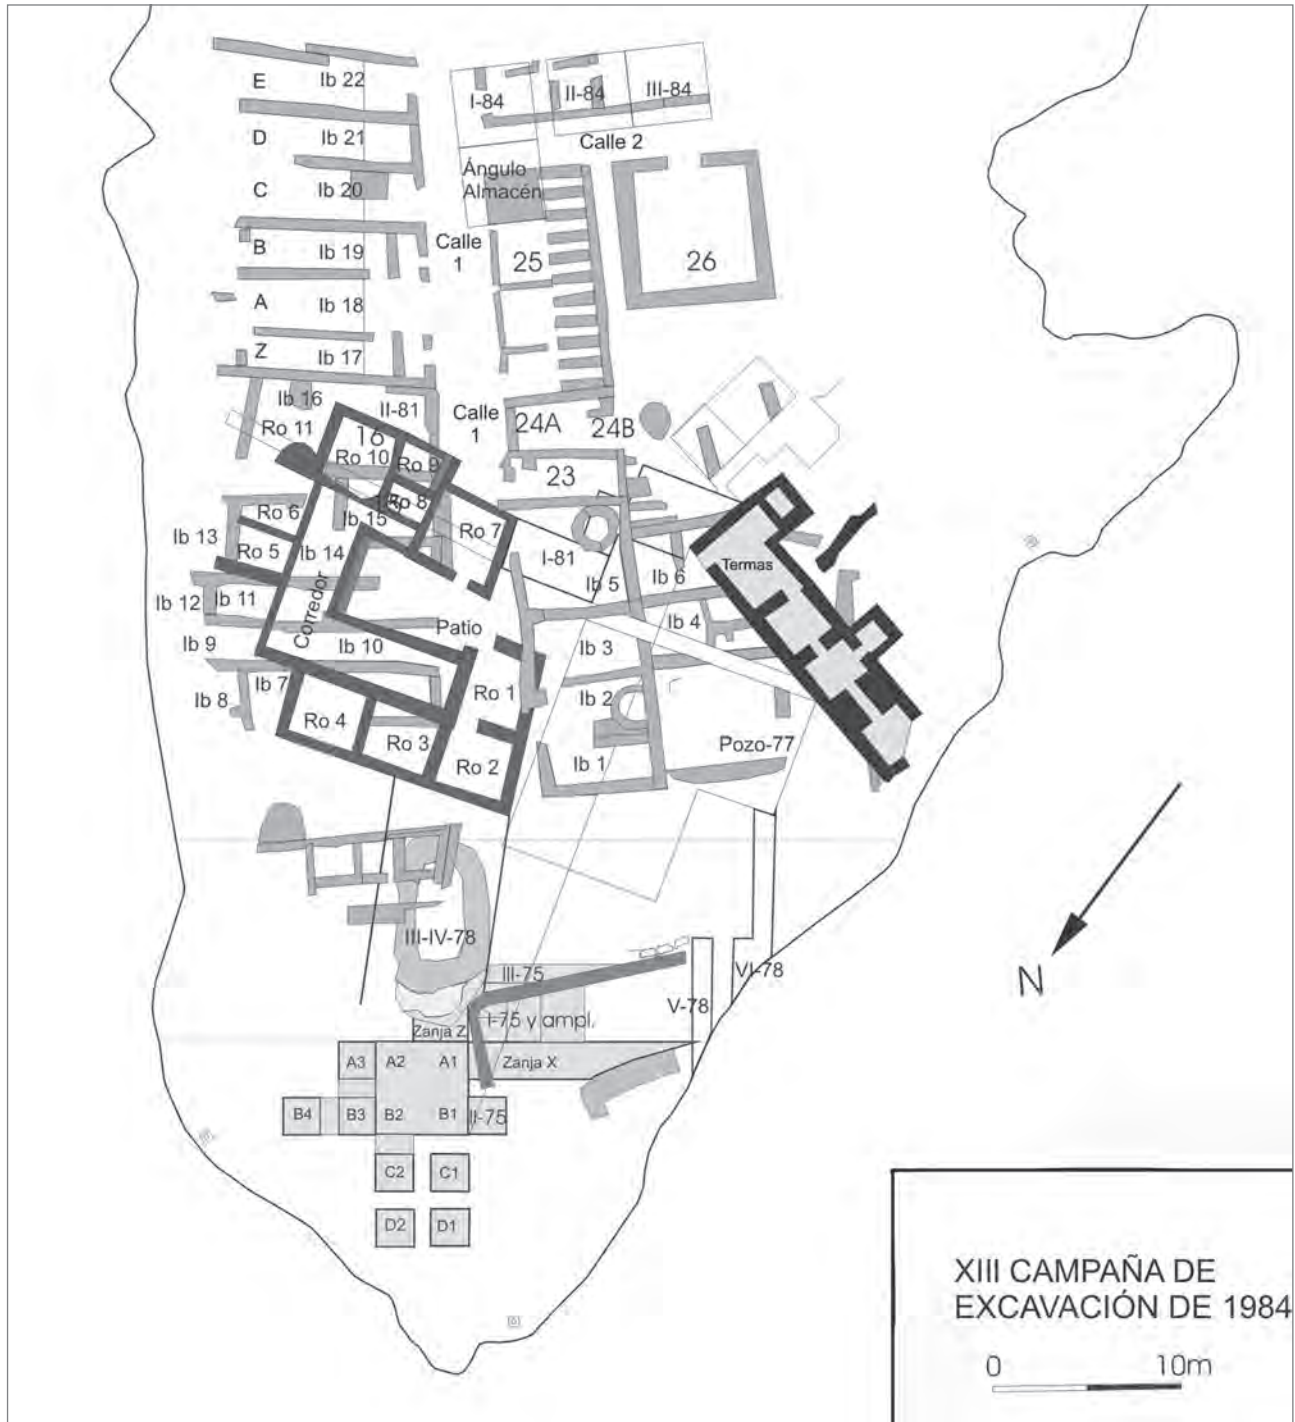 E
Ib 22
I-84
II-84
III-84
D
Ib 21
Calle 2
Ángulo
Almacén
C
Ib 20
B
Ib 19
Calle
1
25
26
A
Ib 18
Z
Ib 17
Ib 16
II-81
Calle
1
24A
24B
Ro 11
16
Ro 10
Ro 9
23
Ro 8
Ro 6
Ib 15
Ro 7
Ib 13
Ro 5
Ib 14
I-81
Ib 5
Ib 6
Termas
Ib 12
Ib 11
Corredor
Patio
Ib 4
Ib 9
Ib 10
Ib 3
Ib 7
Ib 8
Ro 1
Ib 2
Ro 4
Ro 3
Ro 2
Ib 1
Pozo-77
III-IV-78
N
III-75
VI-78
V-78
I-75 y ampl.
Zanja Z
A3
A2
A1
Zanja X
B4
B3
B2
B1
II-75
C2
C1
D2
D1
XIII CAMPAÑA DE
EXCAVACIÓN DE 1984
0
10m